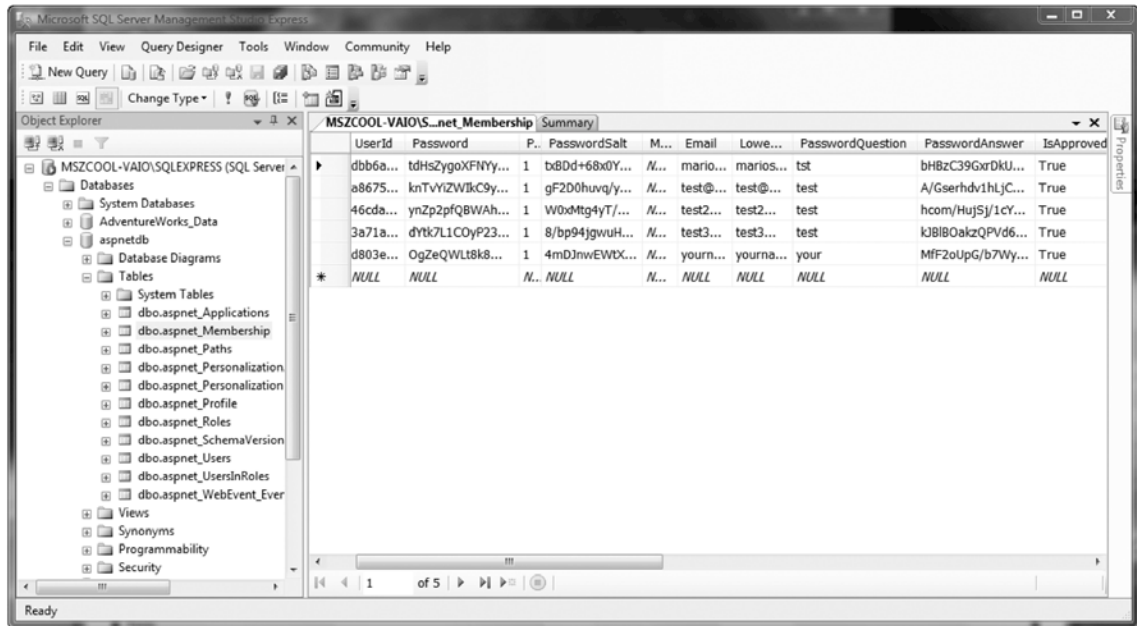 Microsoft SQL Server Management Studio Express
File Edit View Query Designer Tools Window Community Help
New Query
Change Type
Object Explorer
MSZCOOL-VAIO\SQLEXPRESS (SQL Server
Databases
System Databases
AdventureWorks_Data
aspnetdb
Database Diagrams
Tables
System Tables
dbo.aspnet_Applications
dbo.aspnet_Membership
dbo.aspnet_Paths
dbo.aspnet_Personalization
dbo.aspnet_Personalization
dbo.aspnet_Profile
dbo.aspnet_Roles
dbo.aspnet_SchemaVersion
dbo.aspnet_Users
dbo.aspnet_UsersInRoles
dbo.aspnet_WebEvent_Ever
Views
Synonyms
Programmability
Security
MSZCOOL-VAIO\S...net_Membership Summary
UserId Password P.. PasswordSalt M... Email Lowe... PasswordQuestion PasswordAnswer IsApproved
dbb6a... tdHsZygoXFNYy... 1 txBDd+68x0Y... N... mario... marios... tst bHBzC39GxrDkU... True
a8675... knTvYiZWIkC9y... 1 gF2D0huvq/y... N... test@... test@... test A/Gserhdv1hLjC... True
46cda... ynZp2pfQBWAh... 1 W0xMtg4yT/... N... test2... test2... test hcom/HujSj/1cY... True
3a71a... dYtk7L1COyP23... 1 8/bp94jgwuH... N... test3... test3... test kJBlBOakzQPVd6... True
d803e... OgZeQWLt8k8... 1 4mDJnwEWtX... N... yourn... yourna... your MfF2oUpG/b7Wy... True
NULL NULL N... NULL N... NULL NULL NULL NULL NULL
1 of 5
Properties
Ready